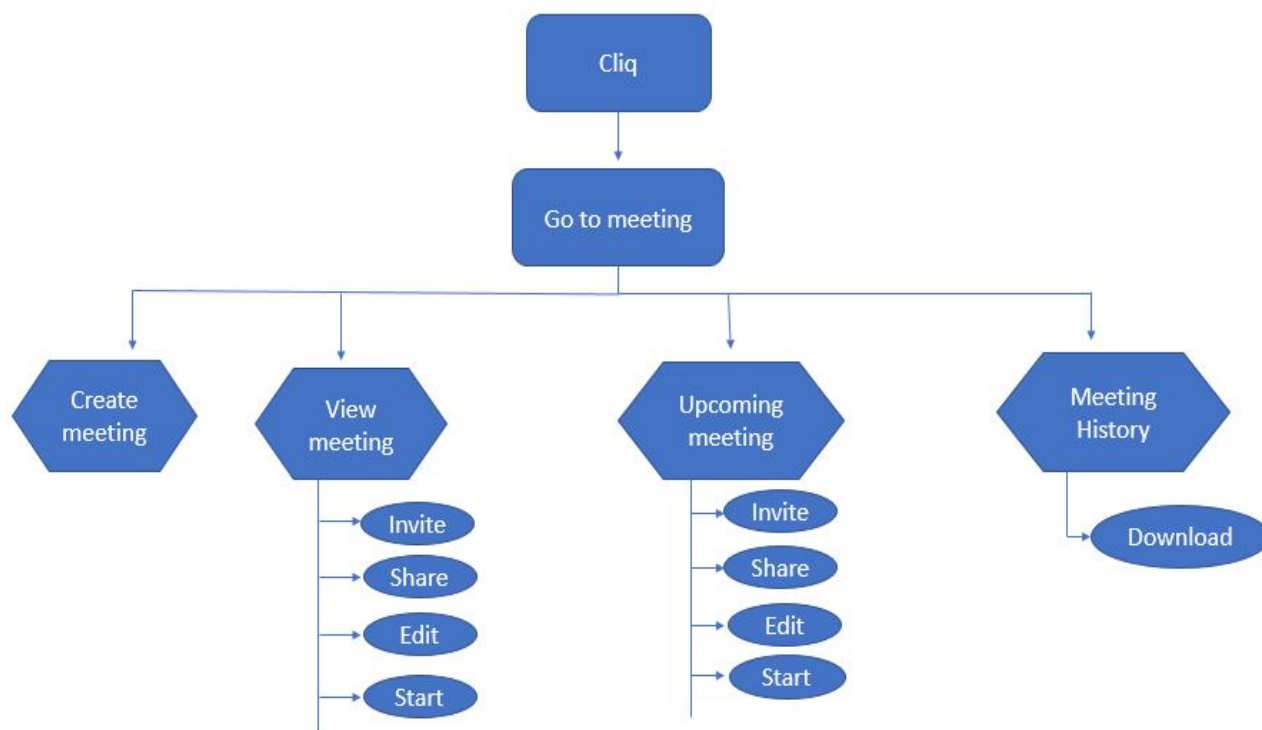 Cliq
Go to meeting
Create
meeting
View
meeting
Upcoming
meeting
Meeting
History
Invite
Share
Edit
Start
Invite
Share
Edit
Start
Download